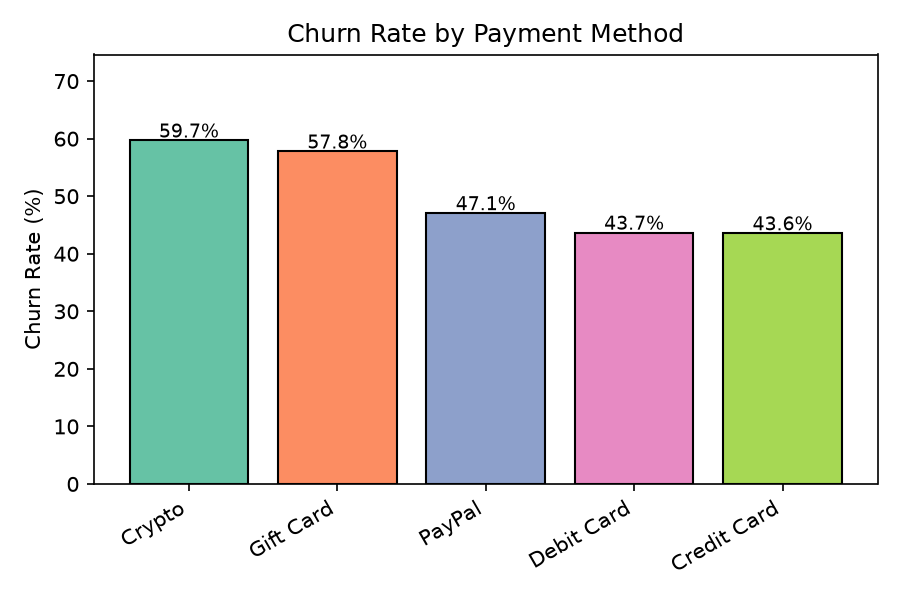 Churn Rate by Payment Method
Churn Rate (%)
70
60
50
40
30
20
10
0
59.7%
57.8%
47.1%
43.7%
43.6%
Crypto
Gift Card
PayPal
Debit Card
Credit Card